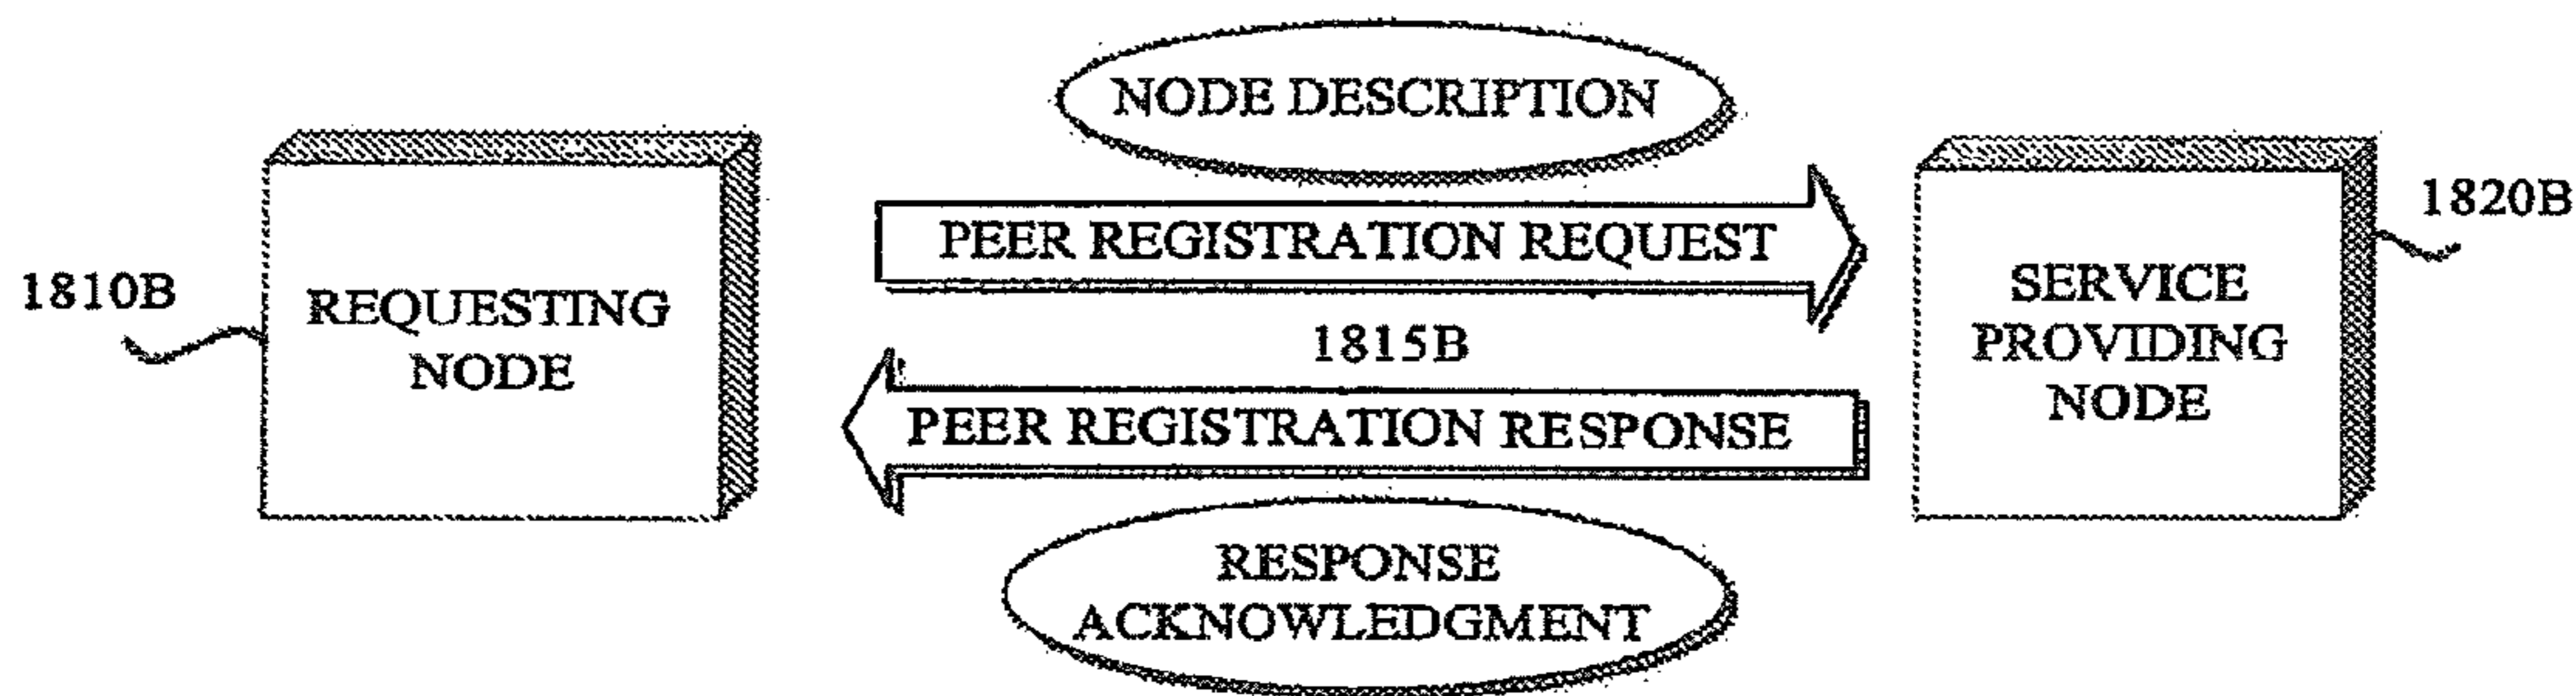 NODE DESCRIPTION
PEER REGISTRATION REQUEST
1820B
1810B
REQUESTING
NODE
SERVICE
PROVIDING
NODE
1815B
PEER REGISTRATION RESPONSE
RESPONSE
ACKNOWLEDGMENT